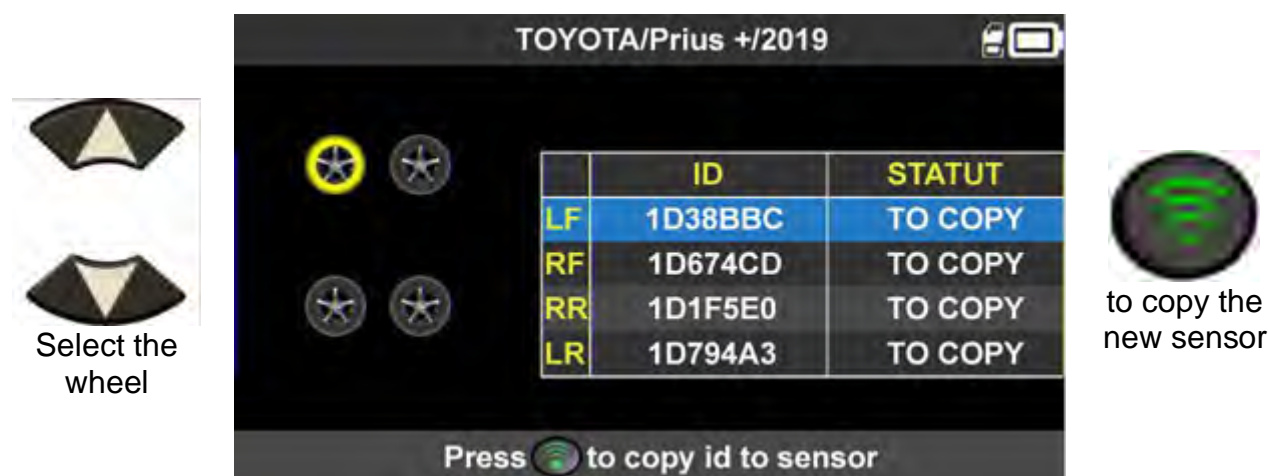 TOYOTA/Prius +/2019
ID STATUT
LF 1D38BBC TO COPY
RF 1D674CD TO COPY
RR 1D1F5E0 TO COPY
LR 1D794A3 TO COPY
Press to copy id to sensor
Select the
wheel
to copy the
new sensor